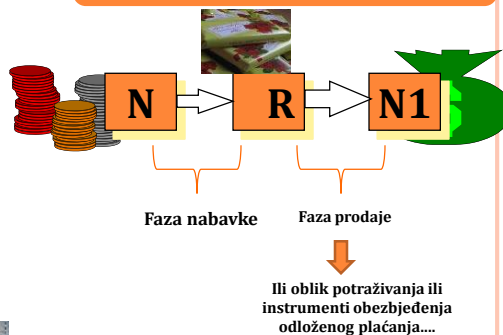 N R N1
Faza nabavke Faza prodaje
Ili oblik potraživanja ili
instrumenti obezbjeđenja
odloženog plaćanja....